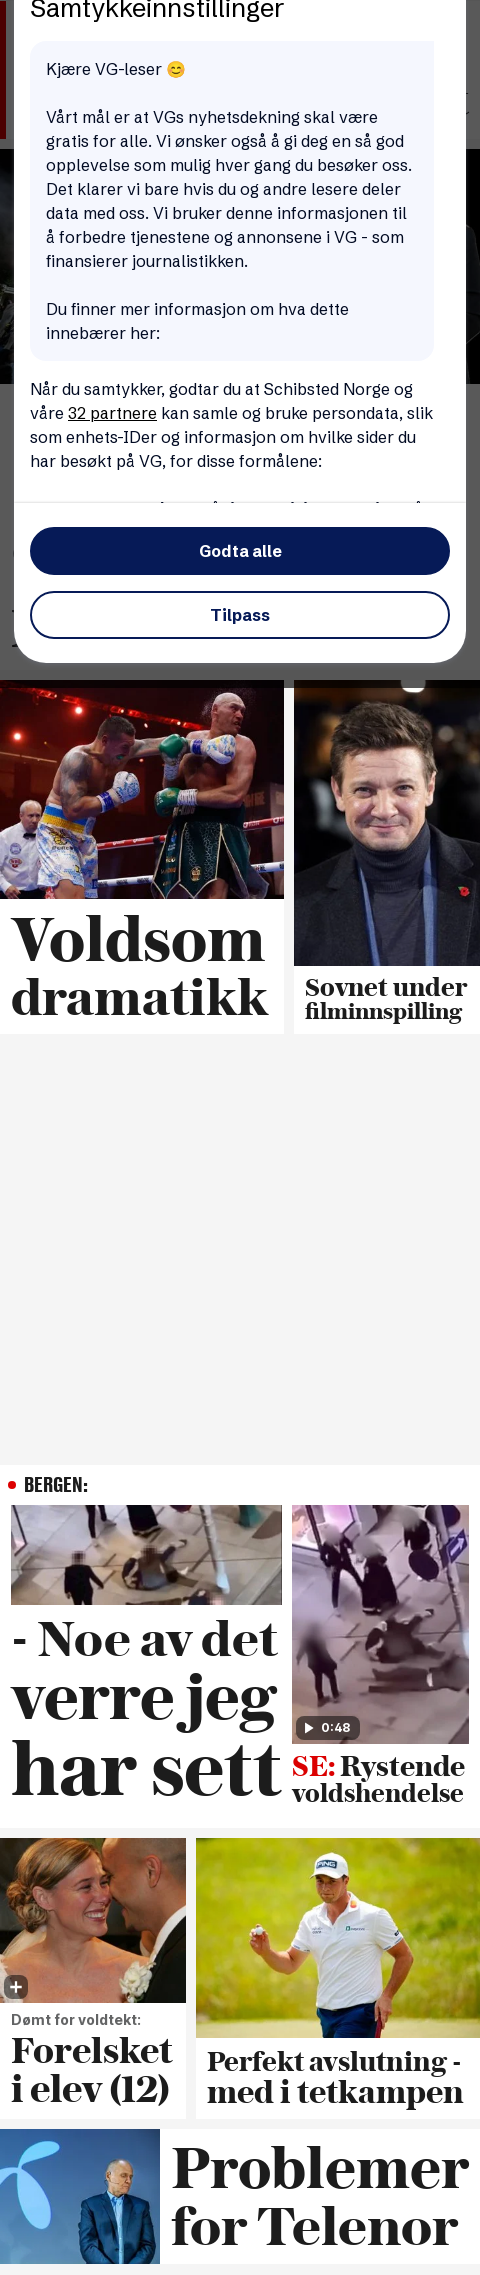 Samtykkeinnstillinger
Kjære VG-leser 😊
Vårt mål er at VGs nyhetsdekning skal være
gratis for alle. Vi ønsker også å gi deg en så god
opplevelse som mulig hver gang du besøker oss.
Det klarer vi bare hvis du og andre lesere deler
data med oss. Vi bruker denne informasjonen til
å forbedre tjenestene og annonsene i VG - som
finansierer journalistikken.
Du finner mer informasjon om hva dette
innebærer her:
Når du samtykker, godtar du at Schibsted Norge og
våre 32 partnere kan samle og bruke persondata, slik
som enhets-IDer og informasjon om hvilke sider du
har besøkt på VG, for disse formålene:
Godta alle
Tilpass
Voldsom
dramatikk
Sovnet under
filminnspilling
BERGEN:
- Noe av det
verre jeg
har sett
0:48
SE: Rystende
voldshendelse
Dømt for voldtekt:
Forelsket
i elev (12)
PING
Perfekt avslutning -
med i tetkampen
Problemer
for Telenor